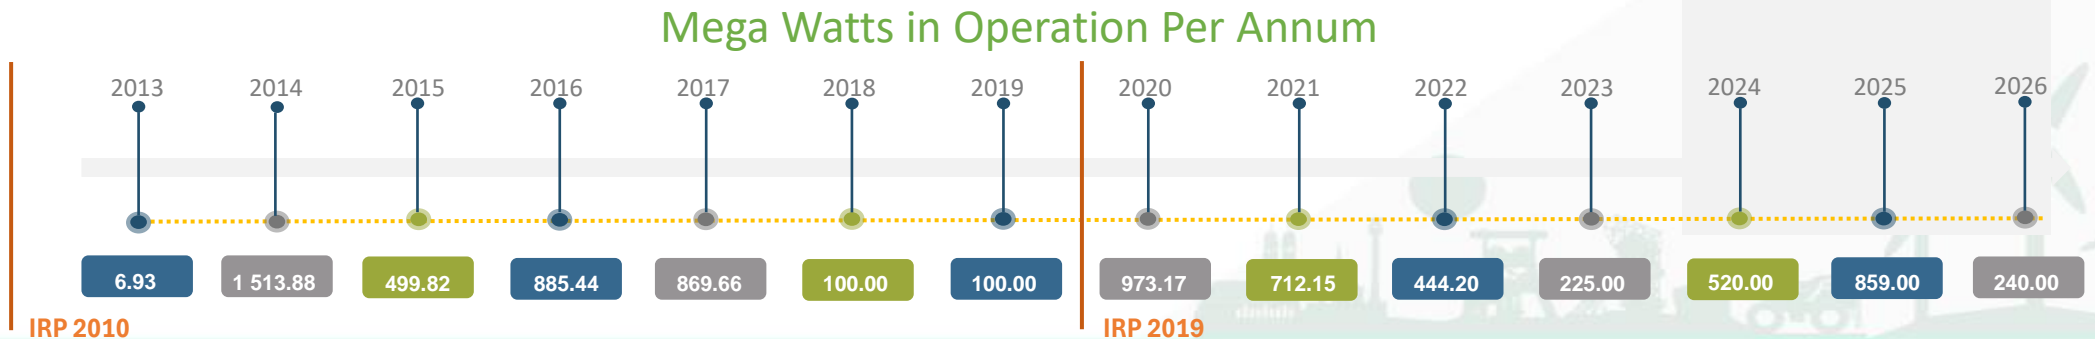 Mega Watts in Operation Per Annum
2013 2014 2015 2016 2017 2018 2019 2020 2021 2022 2023 2024 2025 2026
6.93 1 513.88 499.82 885.44 869.66 100.00 100.00 973.17 712.15 444.20 225.00 520.00 859.00 240.00
IRP 2010 IRP 2019